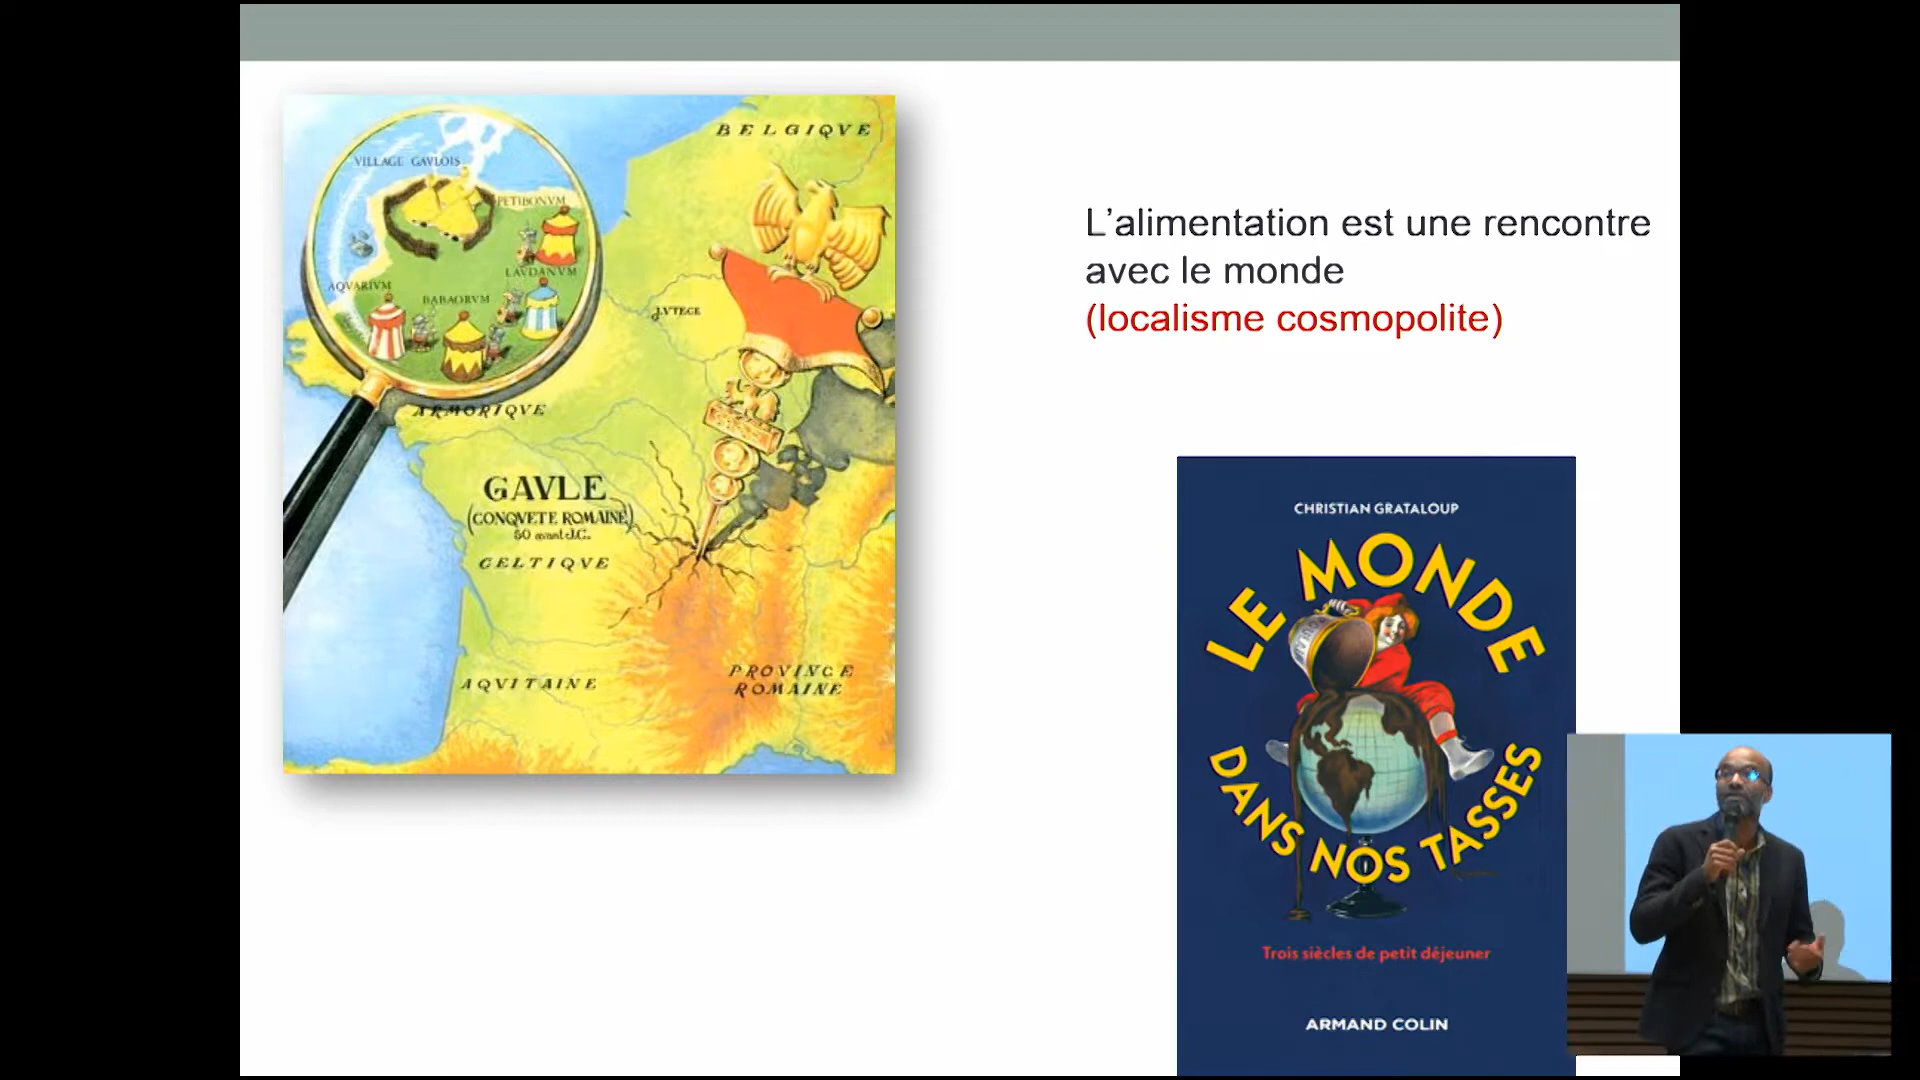 BELGIQVE
VILLAGE GAVLOIS
PETIBONVM
LAVDANVM
AQVARIVM
BABAORVM
LVTECE
ARMORIQVE
GAVLE
(CONQVETE ROMAINE)
50 avant J.C.
CELTIQVE
AQVITAINE
PROVINCE
ROMAINE
L’alimentation est une rencontre
avec le monde
(localisme cosmopolite)
CHRISTIAN GRATALOUP
LE MONDE
DANS NOS TASSES
Trois siècles de petit déjeuner
ARMAND COLIN